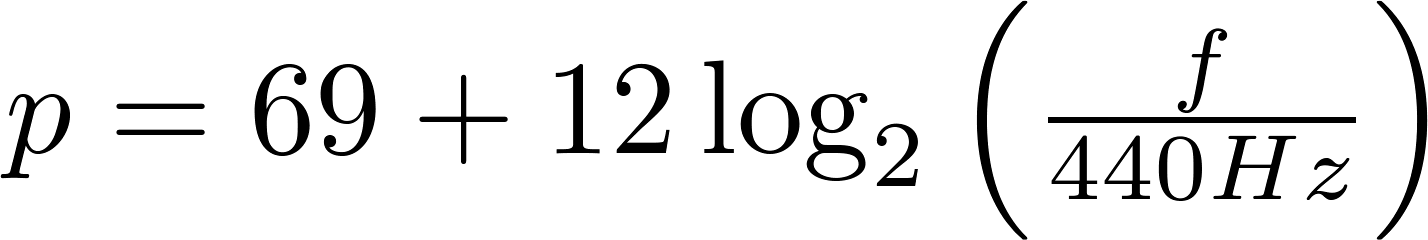 p = 69 + 12 log₂ (f / 440Hz)